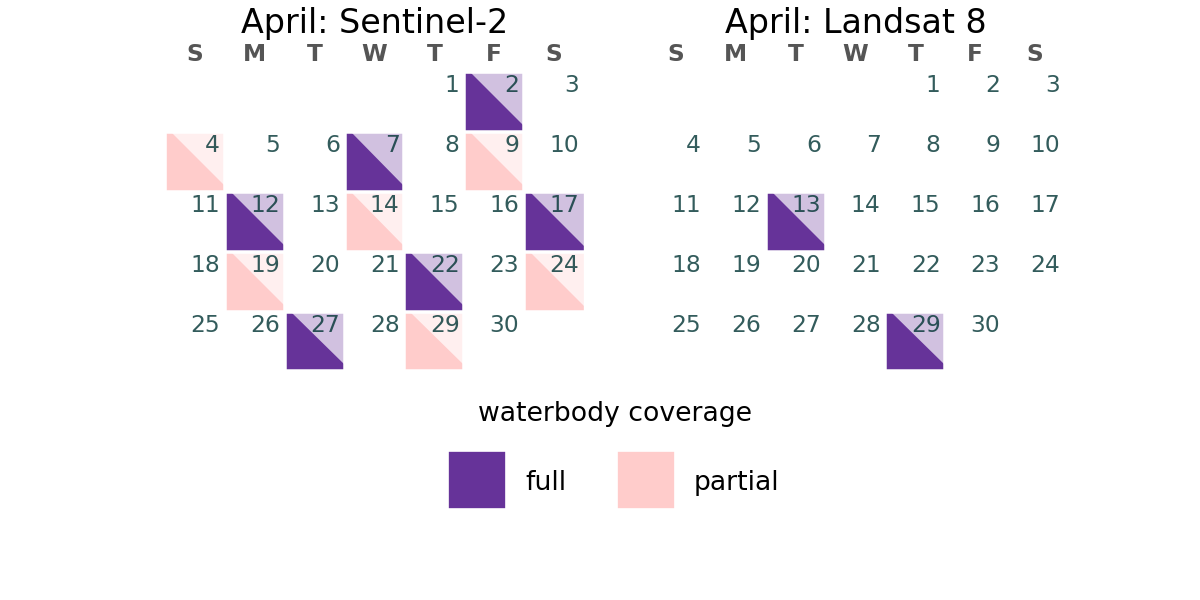 April: Sentinel-2
S M T W T F S
1 2 3
4 5 6 7 8 9 10
11 12 13 14 15 16 17
18 19 20 21 22 23 24
25 26 27 28 29 30
April: Landsat 8
S M T W T F S
1 2 3
4 5 6 7 8 9 10
11 12 13 14 15 16 17
18 19 20 21 22 23 24
25 26 27 28 29 30
waterbody coverage
full partial